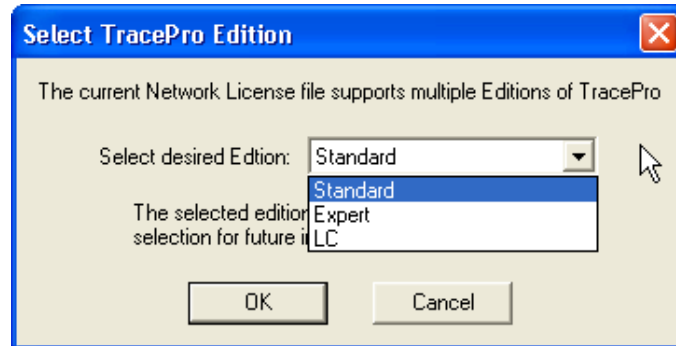 Select TracePro Edition
The current Network License file supports multiple Editions of TracePro
Select desired Edtion: Standard
Standard
The selected edition Expert
selection for future LC
OK Cancel